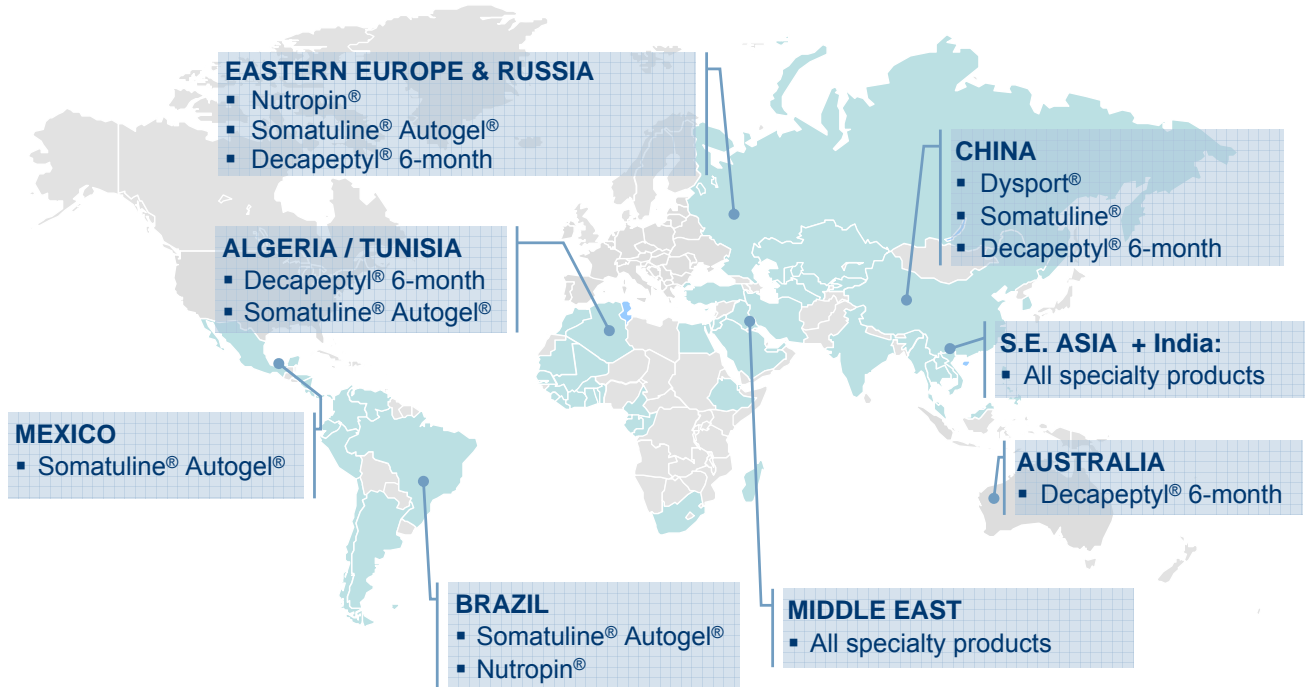 EASTERN EUROPE & RUSSIA
▪ Nutropin®
▪ Somatuline® Autogel®
▪ Decapeptyl® 6-month
CHINA
▪ Dysport®
▪ Somatuline®
▪ Decapeptyl® 6-month
ALGERIA / TUNISIA
▪ Decapeptyl® 6-month
▪ Somatuline® Autogel®
S.E. ASIA + India:
▪ All specialty products
MEXICO
▪ Somatuline® Autogel®
AUSTRALIA
▪ Decapeptyl® 6-month
BRAZIL
▪ Somatuline® Autogel®
▪ Nutropin®
MIDDLE EAST
▪ All specialty products